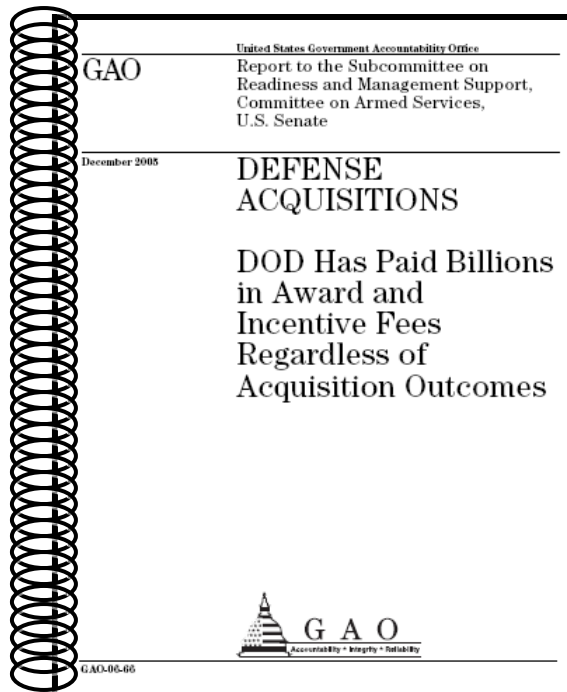 United States Government Accountability Office
GAO
Report to the Subcommittee on
Readiness and Management Support,
Committee on Armed Services,
U.S. Senate
December 2005
DEFENSE
ACQUISITIONS
DOD Has Paid Billions
in Award and
Incentive Fees
Regardless of
Acquisition Outcomes
G A O
Accountability * Integrity * Reliability
GAO-06-66